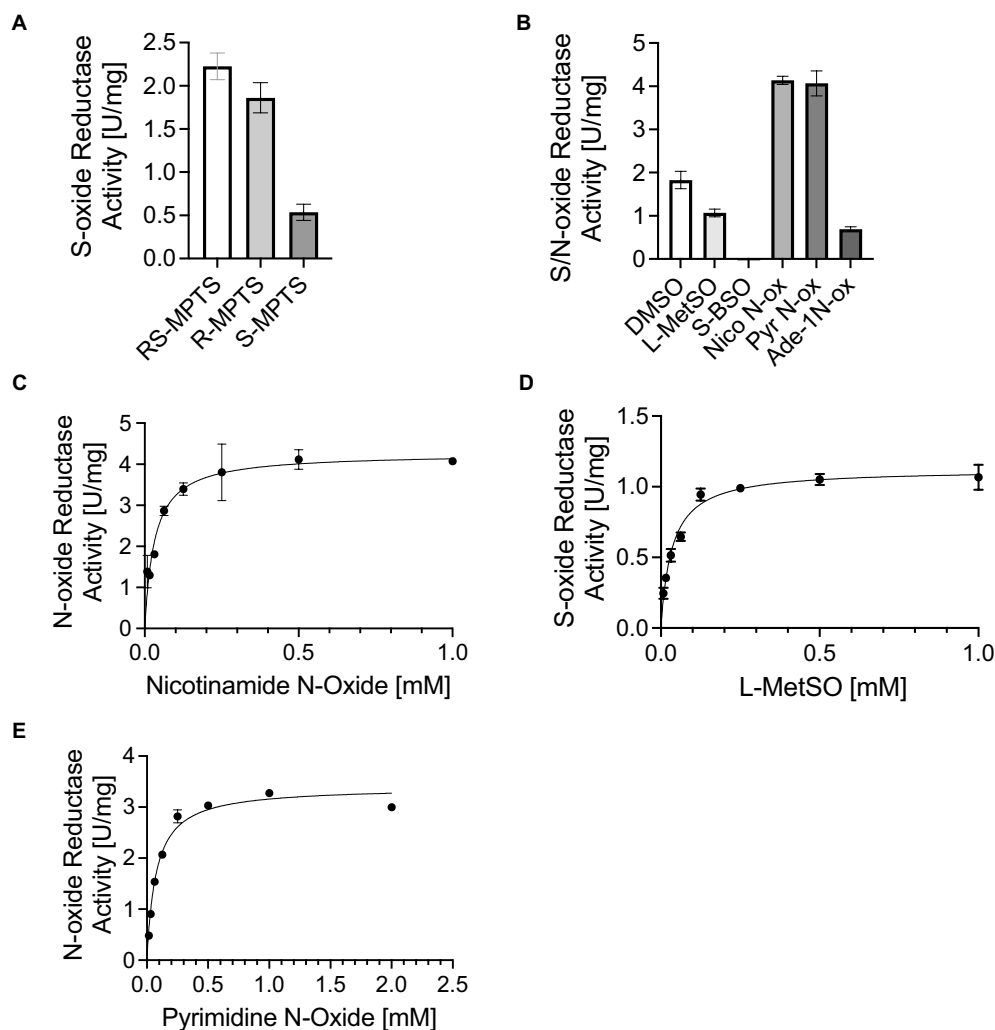 A
S-oxide Reductase
Activity [U/mg]
2.5
2.0
1.5
1.0
0.5
0.0
RS-MPTS
R-MPTS
S-MPTS
B
S/N-oxide Reductase
Activity [U/mg]
5
4
3
2
1
0
DMSO
L-MetSO
S-BSO
Nico N-ox
Pyr N-ox
Ade-1N-ox
C
N-oxide Reductase
Activity [U/mg]
5
4
3
2
1
0
0.0
0.5
1.0
Nicotinamide N-Oxide [mM]
D
S-oxide Reductase
Activity [U/mg]
1.5
1.0
0.5
0.0
0.0
0.5
1.0
L-MetSO [mM]
E
N-oxide Reductase
Activity [U/mg]
4
3
2
1
0
0.0
0.5
1.0
1.5
2.0
2.5
Pyrimidine N-Oxide [mM]